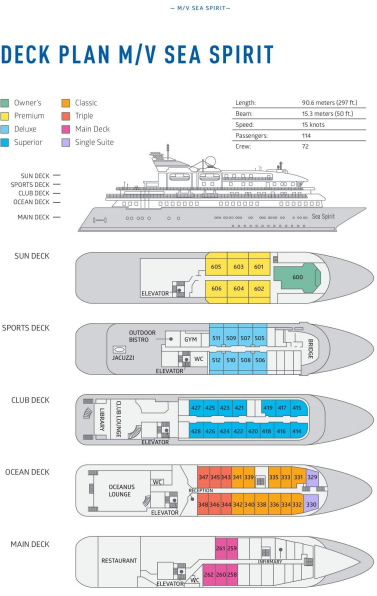 — M/V SEA SPIRIT—
DECK PLAN M/V SEA SPIRIT
Owner's
Premium
Deluxe
Superior
Classic
Triple
Main Deck
Single Suite
Length: 90.6 meters (297 ft.)
Beam: 15.3 meters (50 ft.)
Speed: 15 knots
Passengers: 114
Crew: 72
SUN DECK
SPORTS DECK
CLUB DECK
OCEAN DECK
MAIN DECK
Sea Spirit
SUN DECK
605 603 601
600
606 604 602
ELEVATOR
SPORTS DECK
OUTDOOR BISTRO
GYM
511 509 507 505
BRIDGE
JACUZZI
WC
512 510 508 506
ELEVATOR
CLUB DECK
LIBRARY
CLUB LOUNGE
427 425 423 421 419 417 415
428 426 424 422 420 418 416 414
ELEVATOR
OCEAN DECK
OCEANUS LOUNGE
WC
347 345 343 341 339 335 333 331 329
RECEPTION
348 346 344 342 340 338 336 334 332 330
ELEVATOR
MAIN DECK
RESTAURANT
261 259
INFIRMARY
262 260 258
ELEVATOR
WC